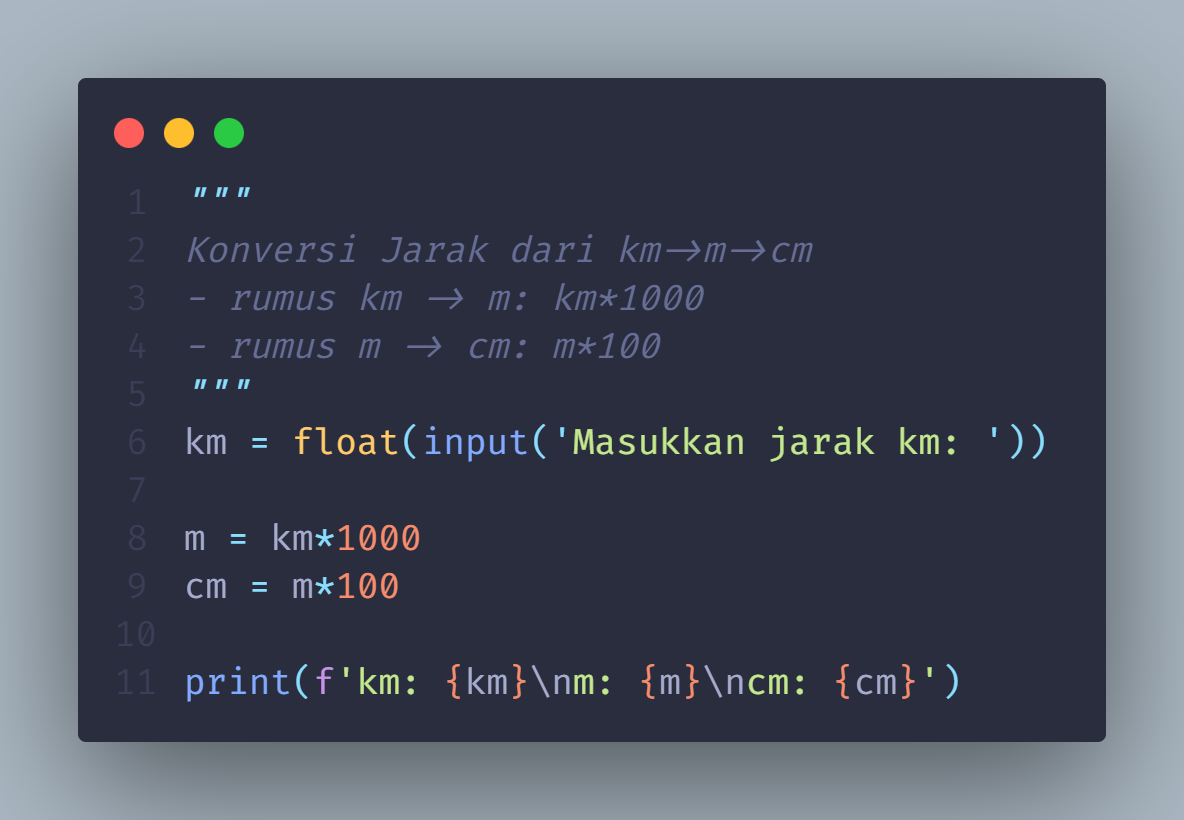 1 """
2 Konversi Jarak dari km->m->cm
3 - rumus km -> m: km*1000
4 - rumus m -> cm: m*100
5 """
6 km = float(input('Masukkan jarak km: '))
7
8 m = km*1000
9 cm = m*100
10
11 print(f'km: {km}\nm: {m}\ncm: {cm}')